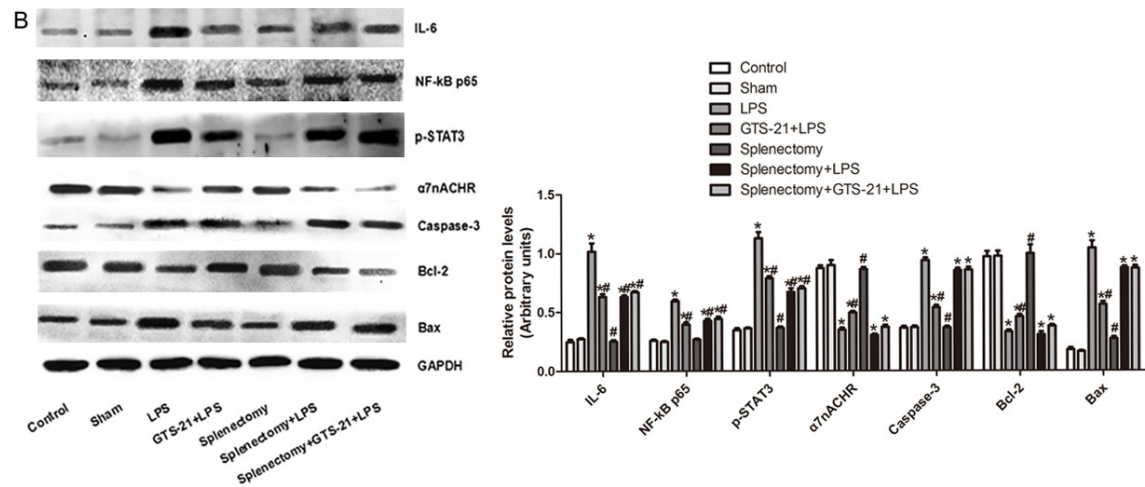 B
IL-6
NF-kB p65
p-STAT3
α7nACHR
Caspase-3
Bcl-2
Bax
GAPDH
Control
Sham
LPS
GTS-21+LPS
Splenectomy
Splenectomy+LPS
Splenectomy+GTS-21+LPS
Control
Sham
LPS
GTS-21+LPS
Splenectomy
Splenectomy+LPS
Splenectomy+GTS-21+LPS
Relative protein levels
(Arbitrary units)
1.5
1.0
0.5
0.0
* *# # *# *#
* *# *# *#
* *# # *# *#
* *# # * *
* *# # * *
* *# # * *
* *# # * *
IL-6
NF-kB p65
p-STAT3
α7nACHR
Caspase-3
Bcl-2
Bax